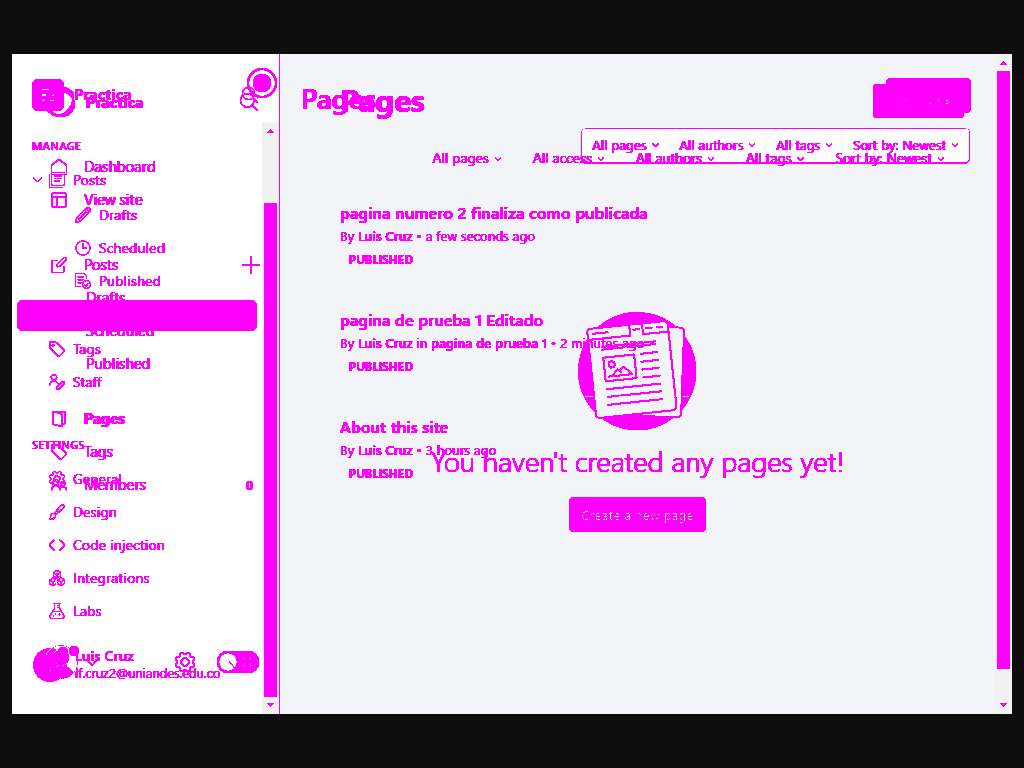 Practica
Practica
MANAGE
Dashboard
Posts
View site
Drafts
Scheduled
Posts
Published
Drafts
Scheduled
Tags
Published
Staff
Pages
SETTINGS
Tags
General
Members 0
Design
Code injection
Integrations
Labs
Luis Cruz
lf.cruz2@uniandes.edu.co
Pages
Pages
All pages All authors All tags Sort by: Newest
All pages All access All authors All tags Sort by: Newest
pagina numero 2 finaliza como publicada
By Luis Cruz • a few seconds ago
PUBLISHED
pagina de prueba 1 Editado
By Luis Cruz in pagina de prueba 1 • 2 minutes ago
PUBLISHED
About this site
By Luis Cruz • 3 hours ago
PUBLISHED
You haven't created any pages yet!
Create a new page